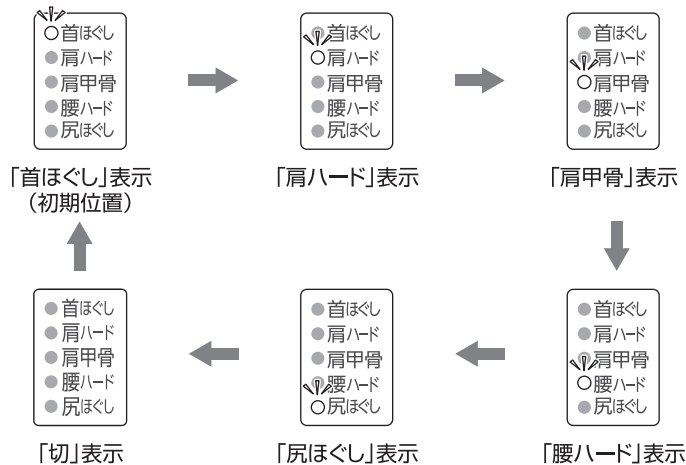 首ほぐし
肩ハード
肩甲骨
腰ハード
尻ほぐし
「首ほぐし」表示
(初期位置)
首ほぐし
肩ハード
肩甲骨
腰ハード
尻ほぐし
「肩ハード」表示
首ほぐし
肩ハード
肩甲骨
腰ハード
尻ほぐし
「肩甲骨」表示
首ほぐし
肩ハード
肩甲骨
腰ハード
尻ほぐし
「切」表示
首ほぐし
肩ハード
肩甲骨
腰ハード
尻ほぐし
「尻ほぐし」表示
首ほぐし
肩ハード
肩甲骨
腰ハード
尻ほぐし
「腰ハード」表示